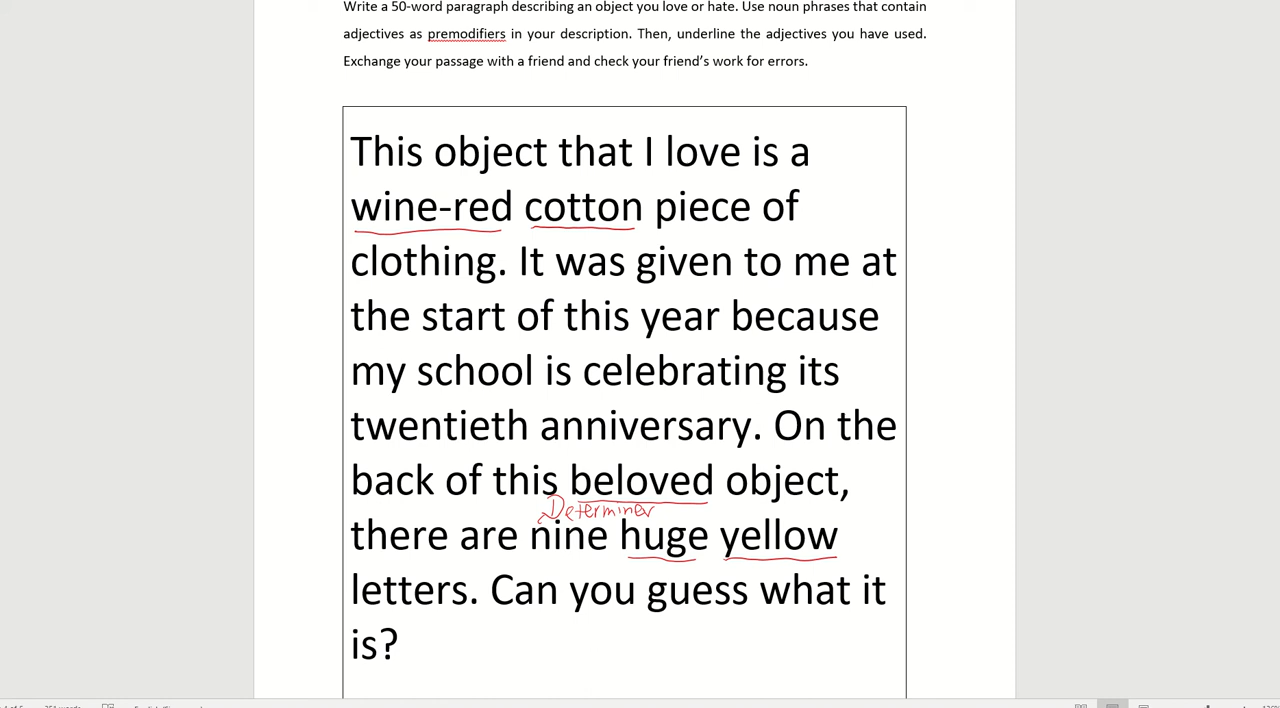 Write a 50-word paragraph describing an object you love or hate. Use noun phrases that contain
adjectives as premodifiers in your description. Then, underline the adjectives you have used.
Exchange your passage with a friend and check your friend's work for errors.
This object that I love is a
wine-red cotton piece of
clothing. It was given to me at
the start of this year because
my school is celebrating its
twentieth anniversary. On the
back of this beloved object,
Determiner
there are nine huge yellow
letters. Can you guess what it
is?